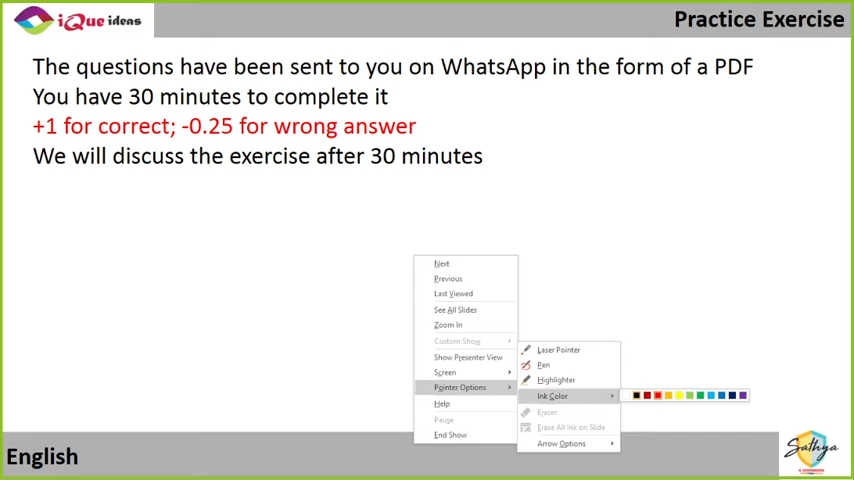 iQue ideas
Practice Exercise
The questions have been sent to you on WhatsApp in the form of a PDF
You have 30 minutes to complete it
+1 for correct; -0.25 for wrong answer
We will discuss the exercise after 30 minutes
Next
Previous
Last Viewed
See All Slides
Zoom In
Custom Show
Show Presenter View
Screen
Pointer Options
Help
Pause
End Show
Laser Pointer
Pen
Highlighter
Ink Color
Eraser
Erase All Ink on Slide
Arrow Options
English
Sathya